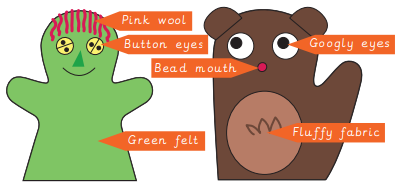 Pink wool
Button eyes
Googly eyes
Bead mouth
Green felt
Fluffy fabric